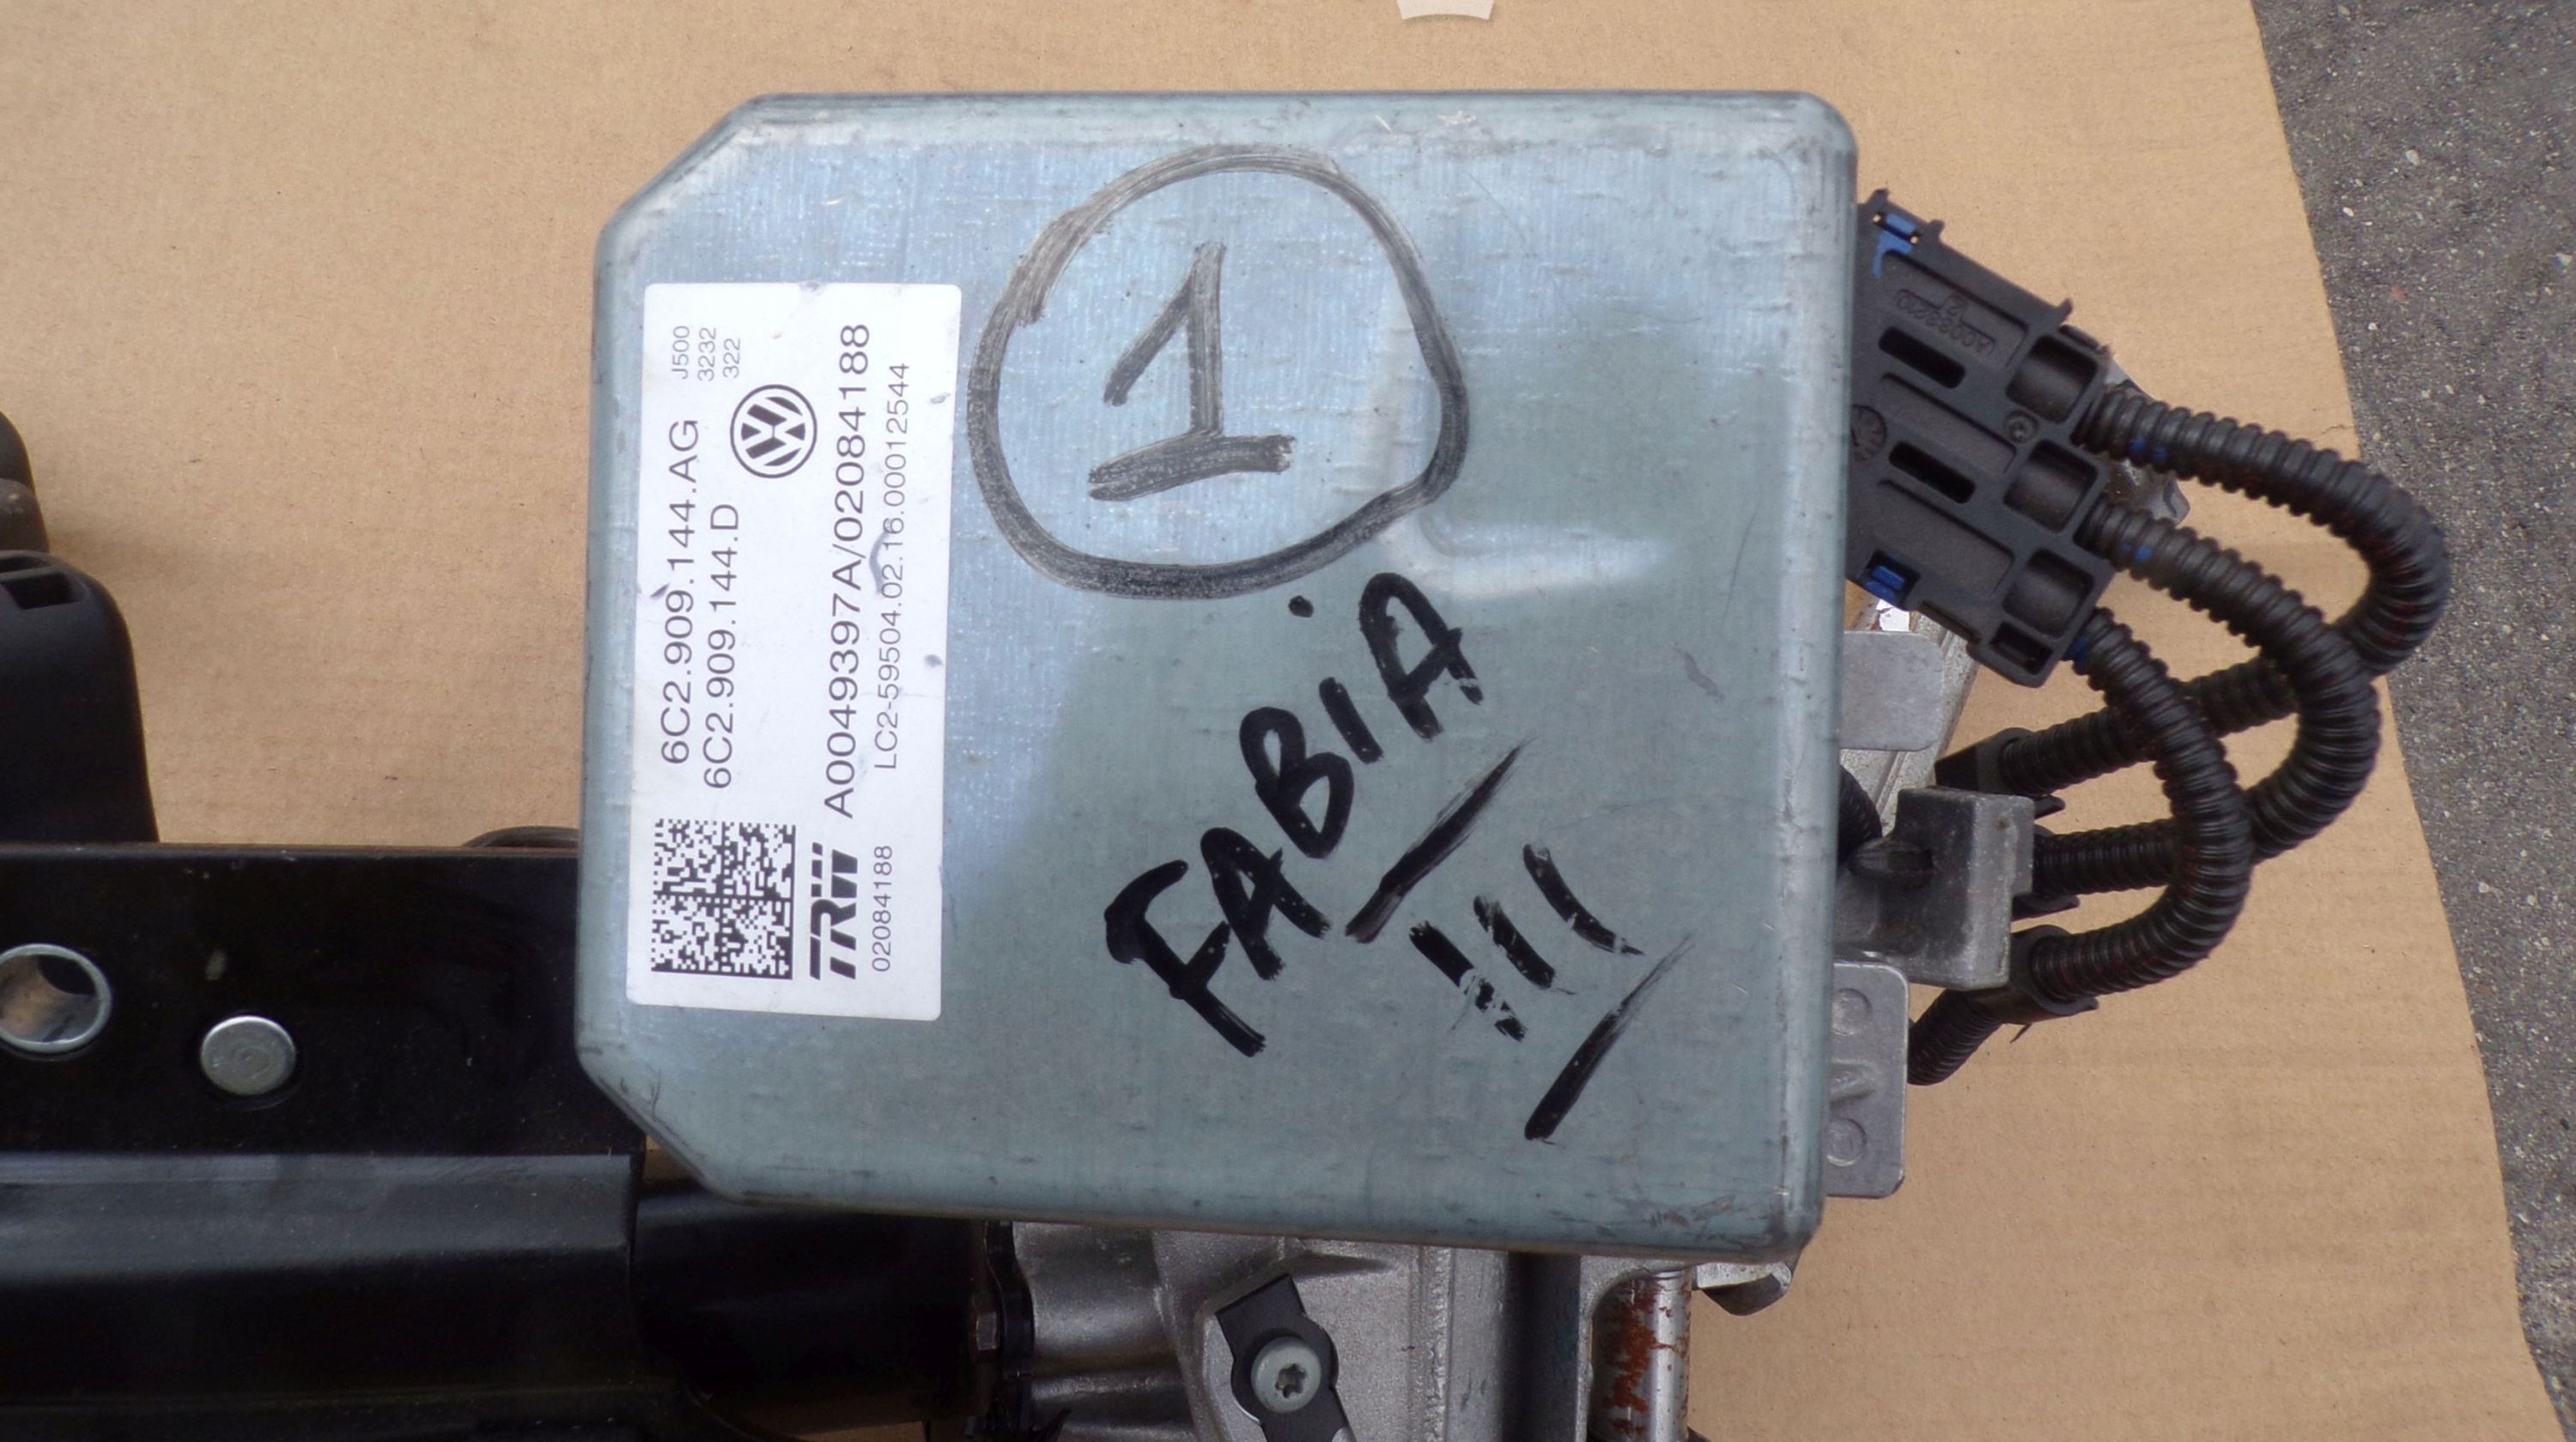 6C2.909.144.AG
6C2.909.144.D
J500
3232
322
A0049397A/02084188
LC2-59504.02.16.00012544
TRW
02084188
1
FABiA
III